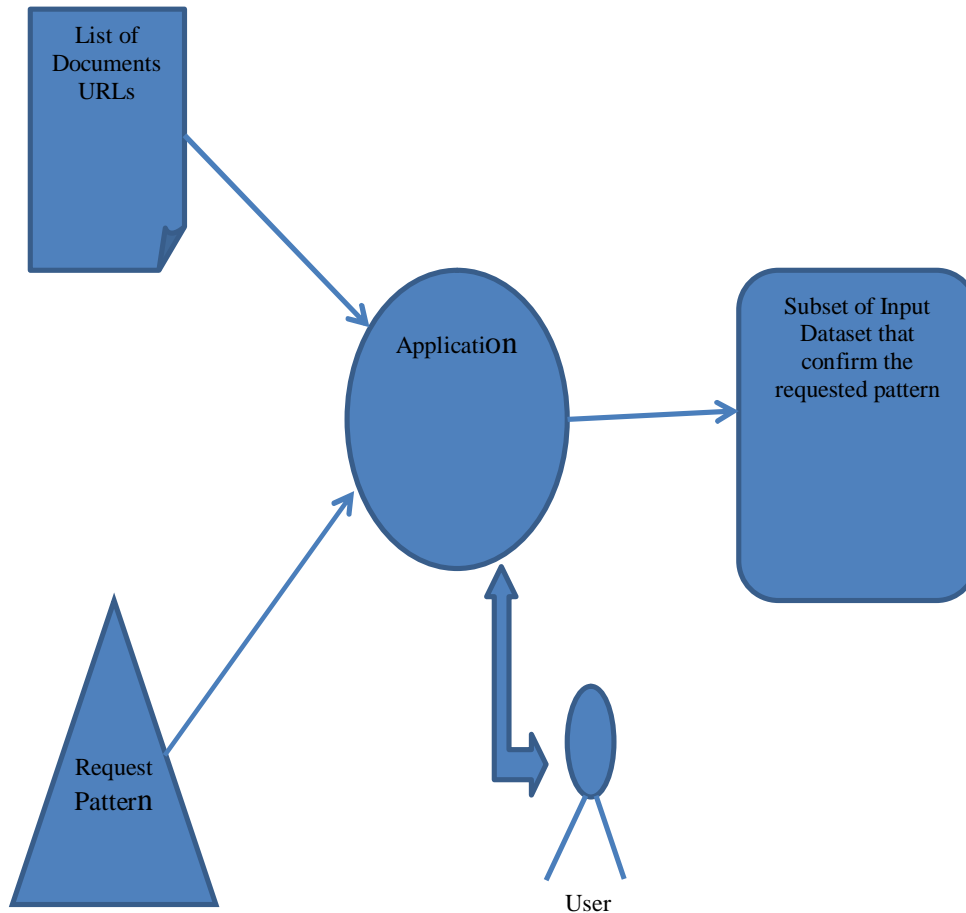 List of
Documents
URLs
Application
Subset of Input
Dataset that
confirm the
requested pattern
Request
Pattern
User